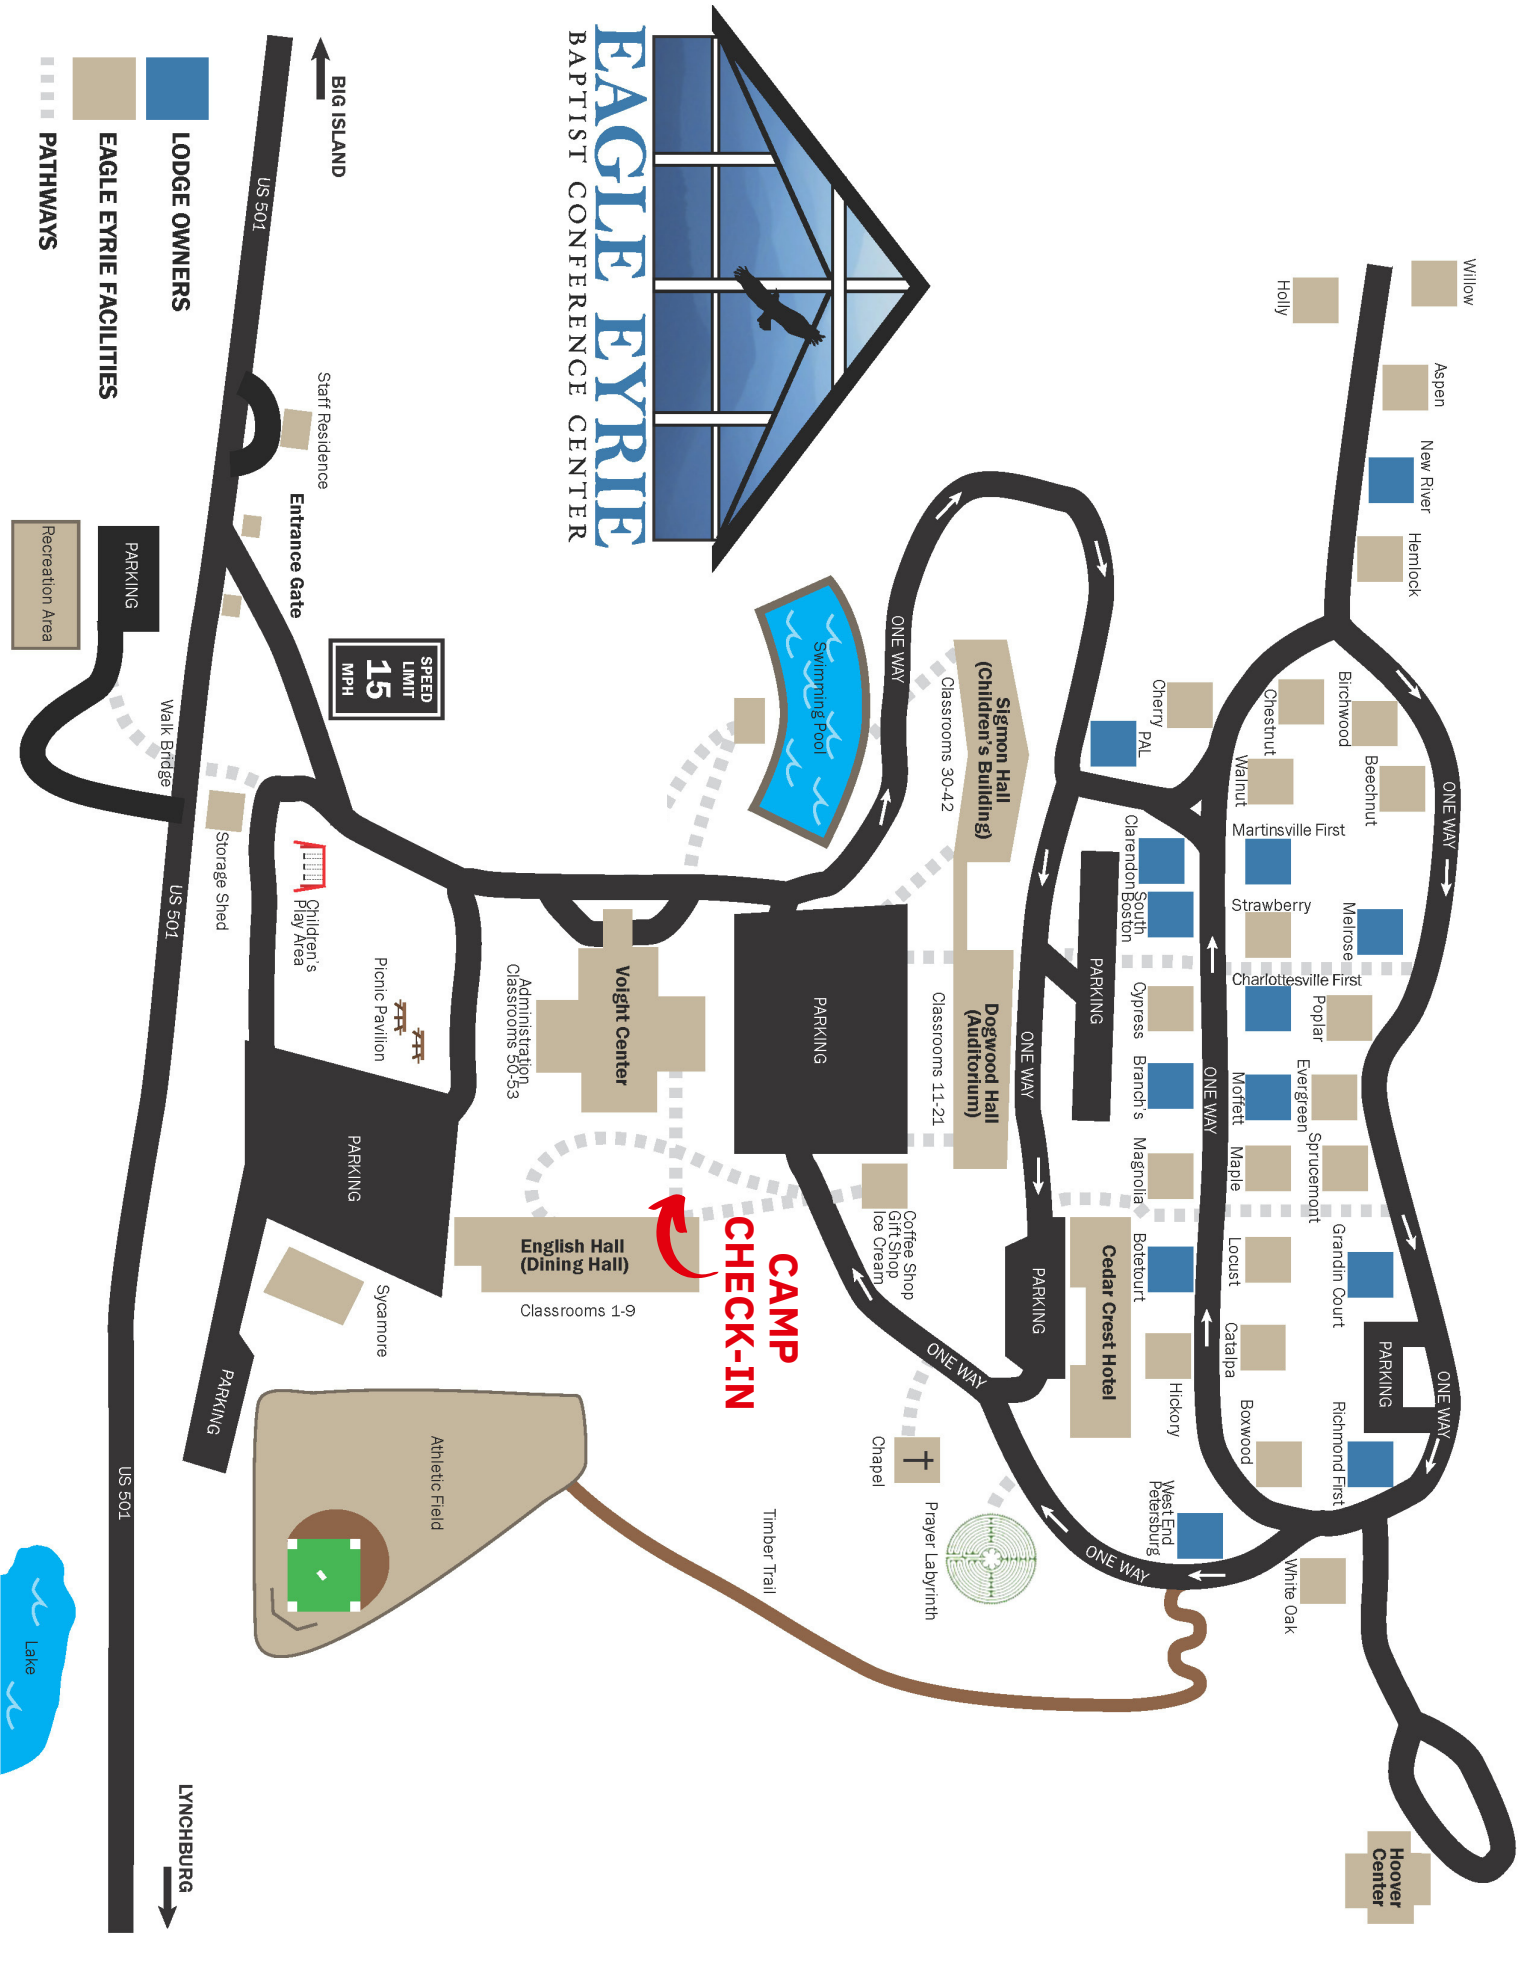 EAGLE EYRIE
BAPTIST CONFERENCE CENTER
BIG ISLAND
US 501
LODGE OWNERS
EAGLE EYRIE FACILITIES
PATHWAYS
Willow
Holly
Aspen
New River
Hemlock
Birchwood
Beechnut
Chestnut
Walnut
Cherry
PAL
ONE WAY
Martinsville First
Clarendon
South
Boston
Strawberry
Melrose
Charlottesville First
Poplar
Cypress
Branch's
Moffett
Evergreen
ONE WAY
Magnolia
Maple
Sprucemont
Botetourt
Locust
Grandin Court
Hickory
Catalpa
PARKING
ONE WAY
Boxwood
Richmond First
West End
Petersburg
White Oak
Hoover
Center
PARKING
ONE WAY
Sigmon Hall
(Children's Building)
Classrooms 30-42
Dogwood Hall
(Auditorium)
Classrooms 11-21
ONE WAY
PARKING
Cedar Crest Hotel
Swimming Pool
PARKING
Coffee Shop
Gift Shop
Ice Cream
ONE WAY
Chapel
Prayer Labyrinth
ONE WAY
Timber Trail
CAMP
CHECK-IN
Voight Center
Administration
Classrooms 50-53
English Hall
(Dining Hall)
Classrooms 1-9
SPEED
LIMIT
15
MPH
Staff Residence
Entrance Gate
PARKING
Recreation Area
Walk Bridge
Storage Shed
Children's
Play Area
Picnic Pavilion
US 501
PARKING
Sycamore
PARKING
Athletic Field
US 501
Lake
LYNCHBURG